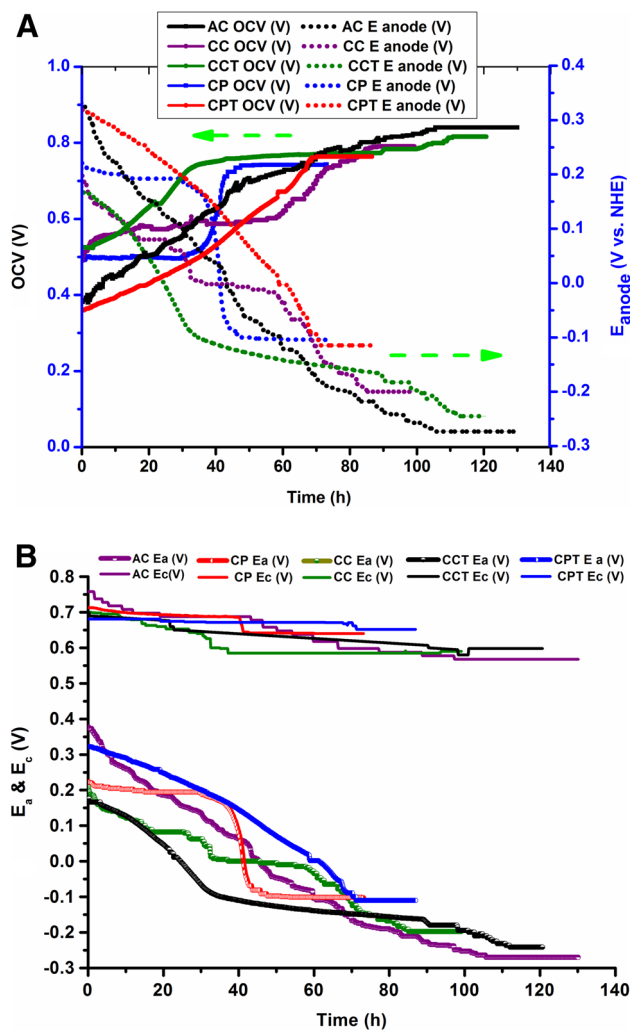 A
AC OCV (V) AC E anode (V)
CC OCV (V) CC E anode (V)
CCT OCV (V) CCT E anode (V)
CP OCV (V) CP E anode (V)
CPT OCV (V) CPT E anode (V)
1.0 0.4
0.3
0.8
0.2
0.6
0.1
0.4 0.0
-0.1
0.2
-0.2
0.0 -0.3
OCV (V)
Eanode (V vs. NHE)
0 20 40 60 80 100 120 140
Time (h)
B
AC Ea (V) CP Ea (V) CC Ea (V) CCT Ea (V) CPT E a (V)
AC Ec(V) CP Ec (V) CC Ec (V) CCT Ec (V) CPT Ec (V)
0.8
0.7
0.6
0.5
0.4
0.3
0.2
0.1
0.0
-0.1
-0.2
-0.3
Ea & Ec (V)
0 20 40 60 80 100 120 140
Time (h)